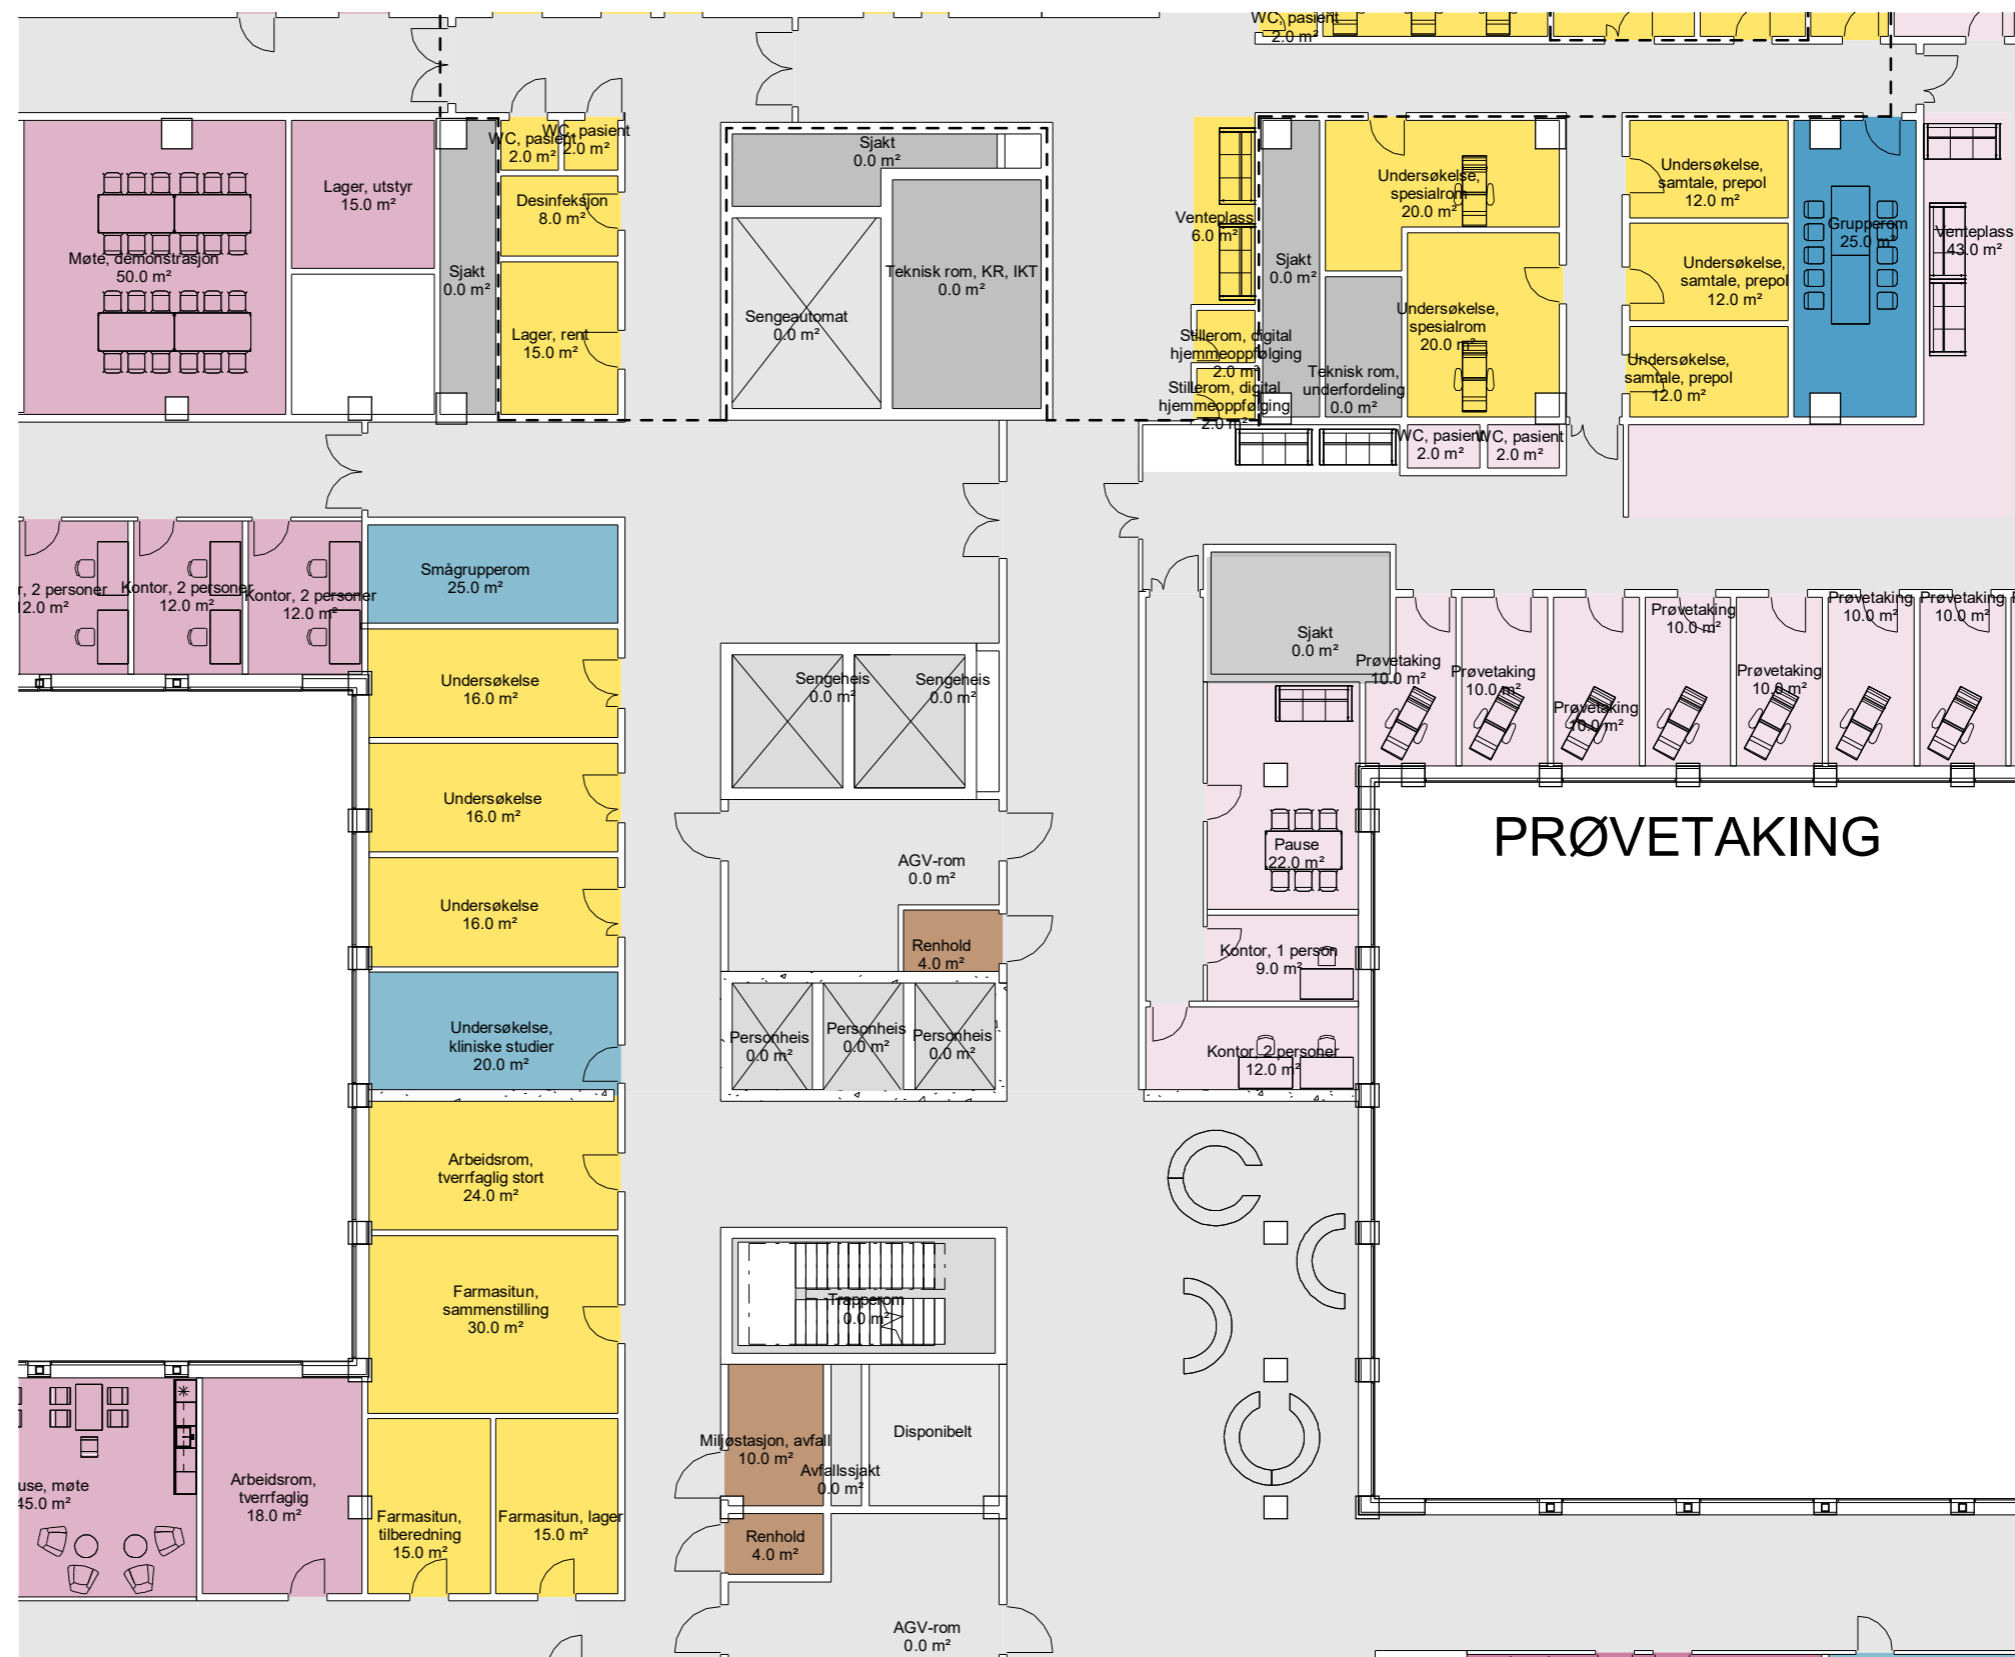 WC, pasient
2.0 m²
WC, pasient
2.0 m²
WC, pasient
2.0 m²
Sjakt
0.0 m²
Lager, utstyr
15.0 m²
Desinfeksjon
8.0 m²
Møte, demonstrasjon
50.0 m²
Sjakt
0.0 m²
Teknisk rom, KR, IKT
0.0 m²
Sengeautomat
0.0 m²
Lager, rent
15.0 m²
Venteplass
6.0 m²
Sjakt
0.0 m²
Undersøkelse,
spesialrom
20.0 m²
Undersøkelse,
samtale, prepol
12.0 m²
Grupperom
25.0 m²
Venteplass
43.0 m²
Undersøkelse,
samtale, prepol
12.0 m²
Undersøkelse,
spesialrom
20.0 m²
Stillerom, digital
hjemmeoppfølging
2.0 m²
Stillerom, digital
hjemmeoppfølging
2.0 m²
Teknisk rom,
underfordeling
0.0 m²
Undersøkelse,
samtale, prepol
12.0 m²
WC, pasient
2.0 m²
WC, pasient
2.0 m²
r, 2 personer
12.0 m²
Kontor, 2 personer
12.0 m²
Kontor, 2 personer
12.0 m²
Smågrupperom
25.0 m²
Undersøkelse
16.0 m²
Sengeheis
0.0 m²
Sengeheis
0.0 m²
Sjakt
0.0 m²
Prøvetaking
10.0 m²
Prøvetaking
10.0 m²
Prøvetaking
10.0 m²
Prøvetaking
10.0 m²
Prøvetaking
10.0 m²
Prøvetaking
10.0 m²
Prøvetaking
10.0 m²
Undersøkelse
16.0 m²
PRØVETAKING
Pause
22.0 m²
AGV-rom
0.0 m²
Undersøkelse
16.0 m²
Renhold
4.0 m²
Kontor, 1 person
9.0 m²
Undersøkelse,
kliniske studier
20.0 m²
Personheis
0.0 m²
Personheis
0.0 m²
Personheis
0.0 m²
Kontor, 2 personer
12.0 m²
Arbeidsrom,
tverrfaglig stort
24.0 m²
Farmasitun,
sammenstilling
30.0 m²
Trapperom
0.0 m²
Miljøstasjon, avfall
10.0 m²
Disponibelt
Avfallssjakt
0.0 m²
use, møte
45.0 m²
Arbeidsrom,
tverrfaglig
18.0 m²
Farmasitun,
tilberedning
15.0 m²
Farmasitun, lager
15.0 m²
Renhold
4.0 m²
AGV-rom
0.0 m²